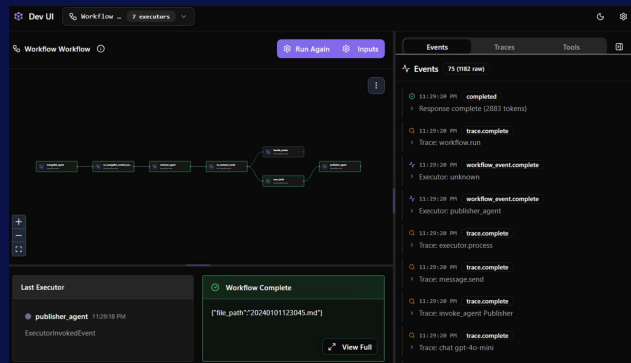 Dev UI
Workflow ...
7 executors
Workflow Workflow
Run Again
Inputs
publisher_agent
Last Executor
publisher_agent 11:29:18 PM
ExecutorInvokedEvent
Workflow Complete
{"file_path":"20240101123045.md"}
View Full
Events
Traces
Tools
Events 75 (1182 raw)
11:29:20 PM completed
Response complete (2883 tokens)
11:29:20 PM trace.complete
Trace: workflow.run
11:29:20 PM workflow_event.complete
Executor: unknown
11:29:20 PM workflow_event.complete
Executor: publisher_agent
11:29:20 PM trace.complete
Trace: executor.process
11:29:20 PM trace.complete
Trace: message.send
11:29:20 PM trace.complete
Trace: invoke_agent Publisher
11:29:20 PM trace.complete
Trace: chat gpt-4o-mini